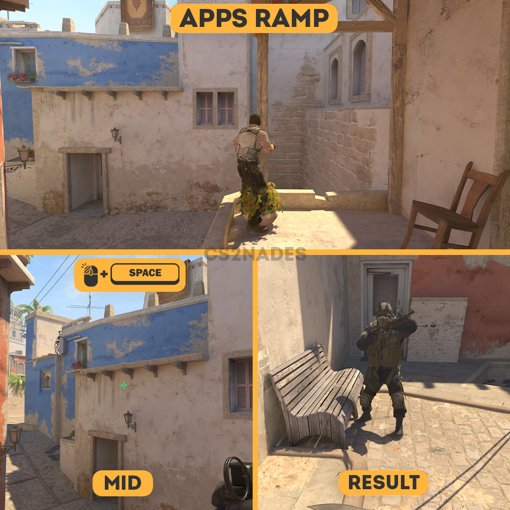 APPS RAMP
CS2NADES
+ SPACE
MID
RESULT